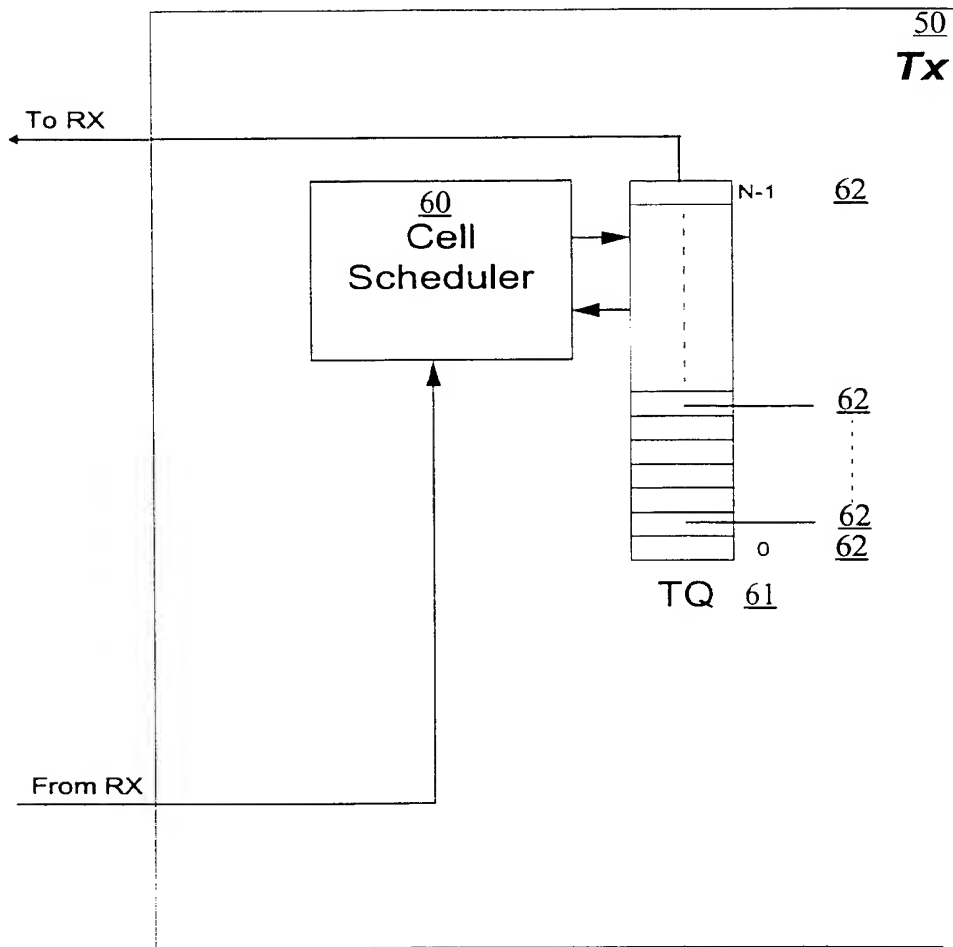 50
Tx
To RX
60
Cell
Scheduler
N-1 62
62
62
0 62
TQ 61
From RX